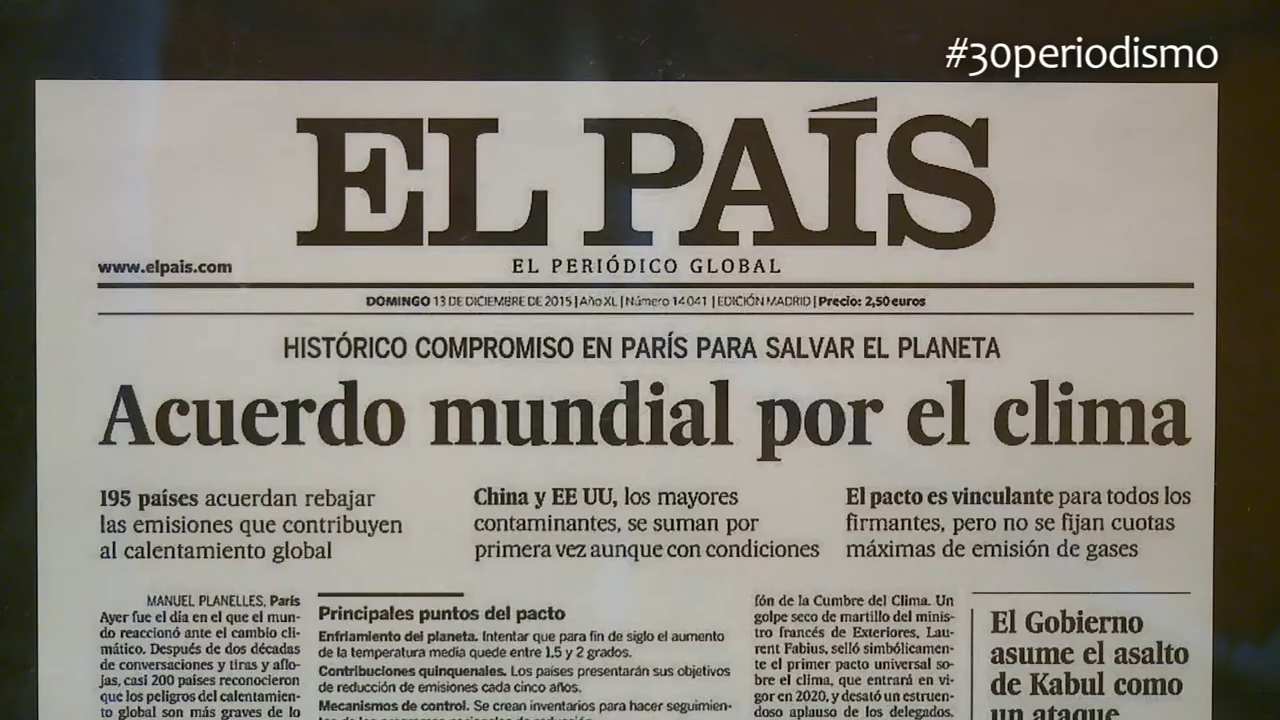 #30periodismo
EL PAÍS
www.elpais.com
EL PERIÓDICO GLOBAL
DOMINGO 13 DE DICIEMBRE DE 2015 | Año XL | Número 14.041 | EDICIÓN MADRID | Precio: 2,50 euros
HISTÓRICO COMPROMISO EN PARÍS PARA SALVAR EL PLANETA
Acuerdo mundial por el clima
195 países acuerdan rebajar
las emisiones que contribuyen
al calentamiento global
China y EE UU, los mayores
contaminantes, se suman por
primera vez aunque con condiciones
El pacto es vinculante para todos los
firmantes, pero no se fijan cuotas
máximas de emisión de gases
MANUEL PLANELLES, París
Ayer fue el día en el que el mun-
do reaccionó ante el cambio cli-
mático. Después de dos décadas
de conversaciones y tiras y aflo-
jas, casi 200 países reconocieron
que los peligros del calentamien-
to global son más graves de lo
Principales puntos del pacto
Enfriamiento del planeta. Intentar que para fin de siglo el aumento
de la temperatura media quede entre 1,5 y 2 grados.
Contribuciones quinquenales. Los países presentarán sus objetivos
de reducción de emisiones cada cinco años.
Mecanismos de control. Se crean inventarios para hacer seguimien-
fón de la Cumbre del Clima. Un
golpe seco de martillo del minis-
tro francés de Exteriores, Lau-
rent Fabius, selló simbólicamen-
te el primer pacto universal so-
bre el clima, que entrará en vi-
gor en 2020, y desató un estruen-
doso aplauso de los delegados.
El Gobierno
asume el asalto
de Kabul como
un ataque